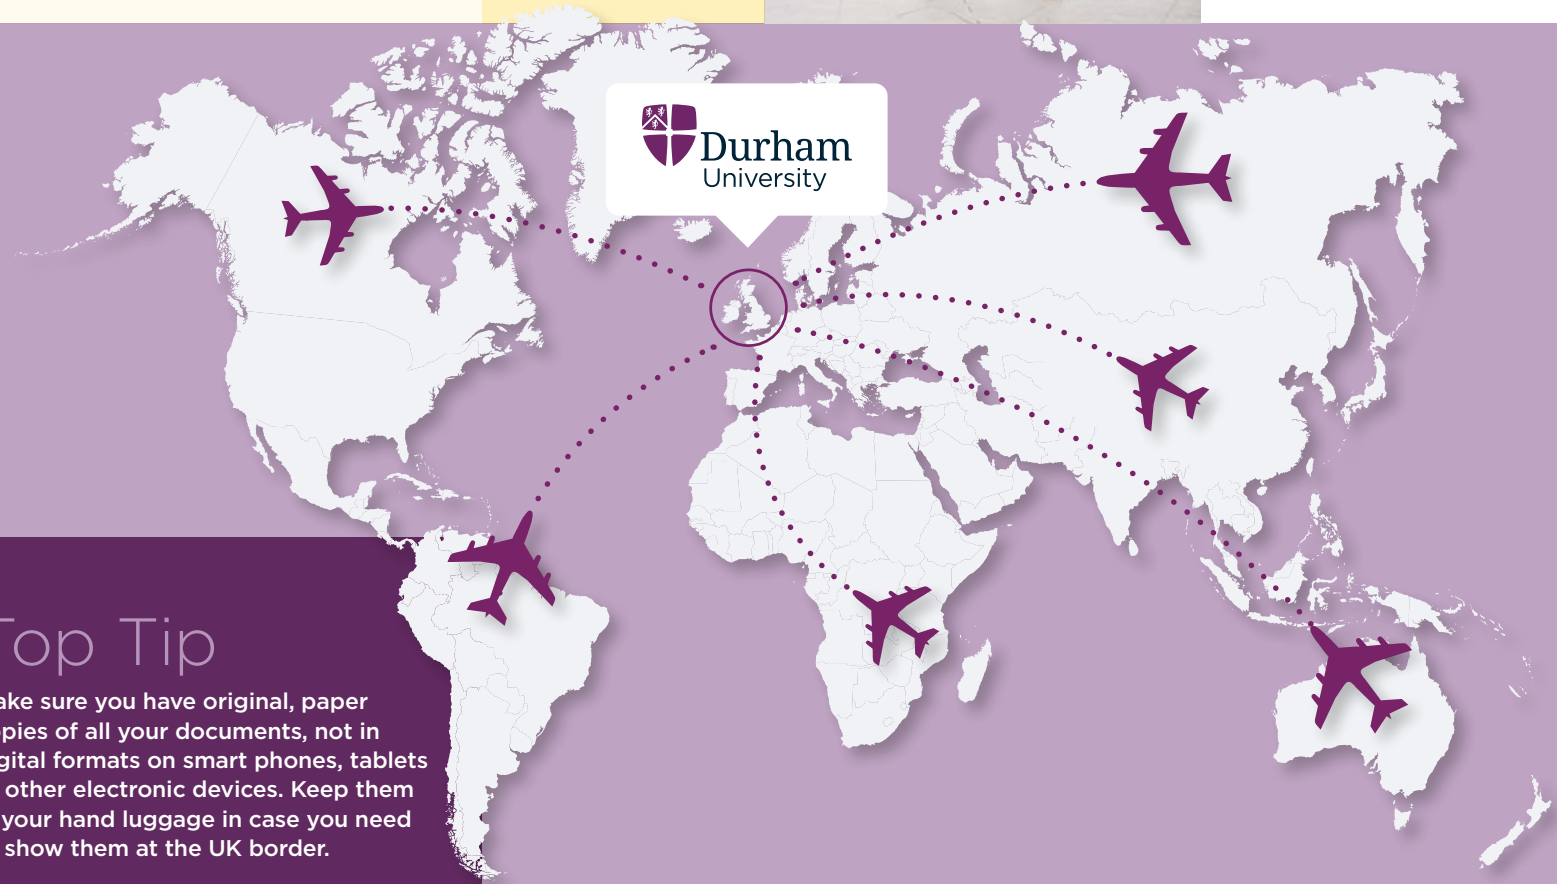 Durham
University
Top Tip
ake sure you have original, paper
pies of all your documents, not in
gital formats on smart phones, tablets
other electronic devices. Keep them
your hand luggage in case you need
show them at the UK border.